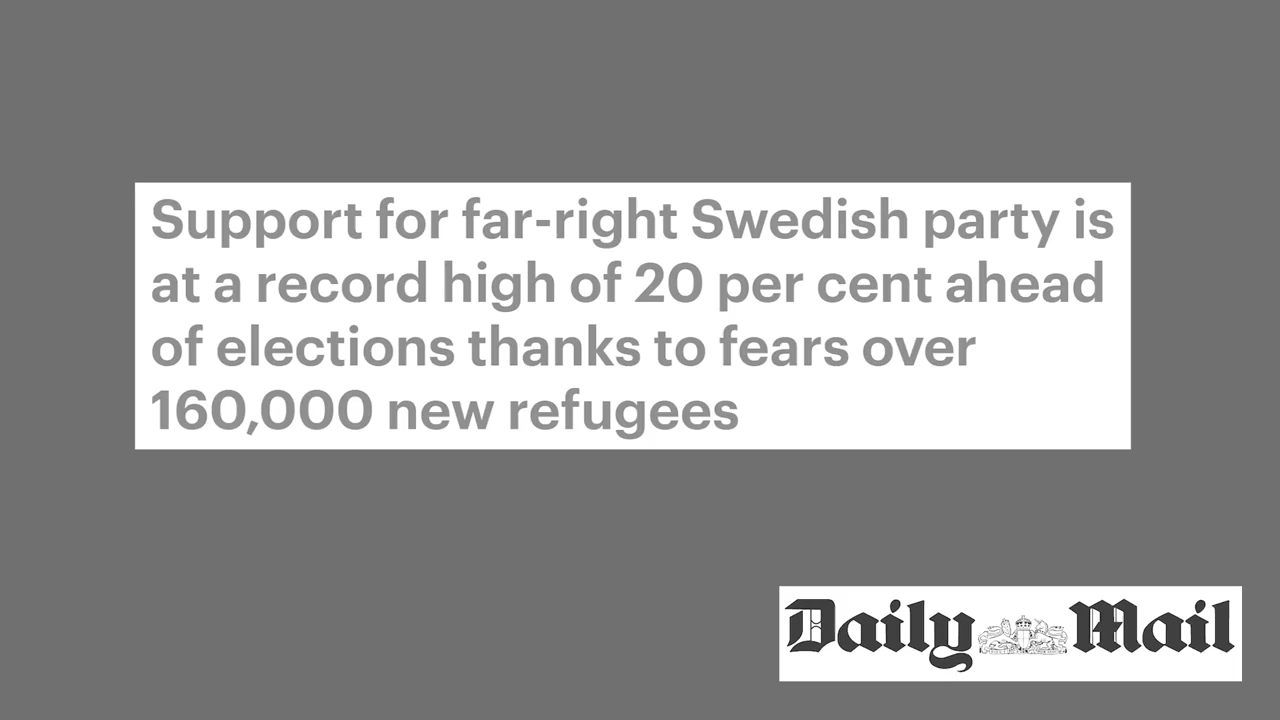 Support for far-right Swedish party is
at a record high of 20 per cent ahead
of elections thanks to fears over
160,000 new refugees
Daily Mail